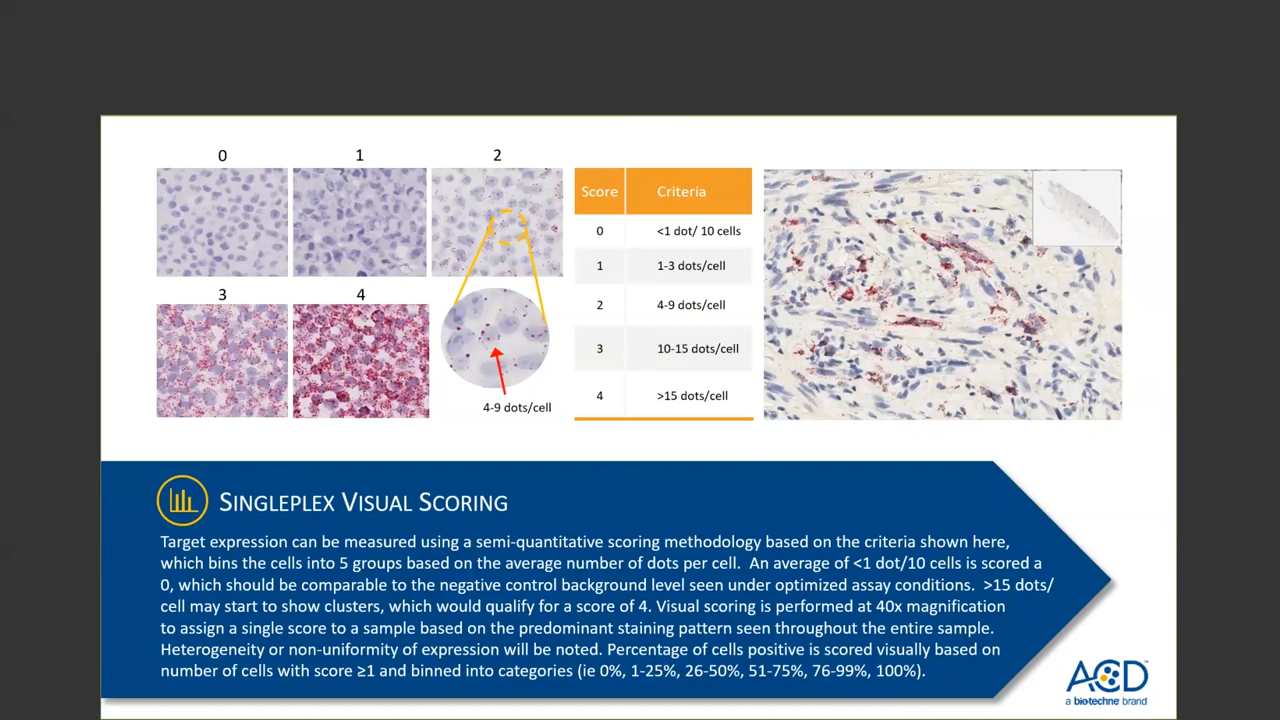 0
1
2
3
4
4-9 dots/cell
Score Criteria
0 <1 dot/ 10 cells
1 1-3 dots/cell
2 4-9 dots/cell
3 10-15 dots/cell
4 >15 dots/cell
SINGLEPLEX VISUAL SCORING
Target expression can be measured using a semi-quantitative scoring methodology based on the criteria shown here,
which bins the cells into 5 groups based on the average number of dots per cell. An average of <1 dot/10 cells is scored a
0, which should be comparable to the negative control background level seen under optimized assay conditions. >15 dots/
cell may start to show clusters, which would qualify for a score of 4. Visual scoring is performed at 40x magnification
to assign a single score to a sample based on the predominant staining pattern seen throughout the entire sample.
Heterogeneity or non-uniformity of expression will be noted. Percentage of cells positive is scored visually based on
number of cells with score ≥1 and binned into categories (ie 0%, 1-25%, 26-50%, 51-75%, 76-99%, 100%).
ACD™
a biotechne brand